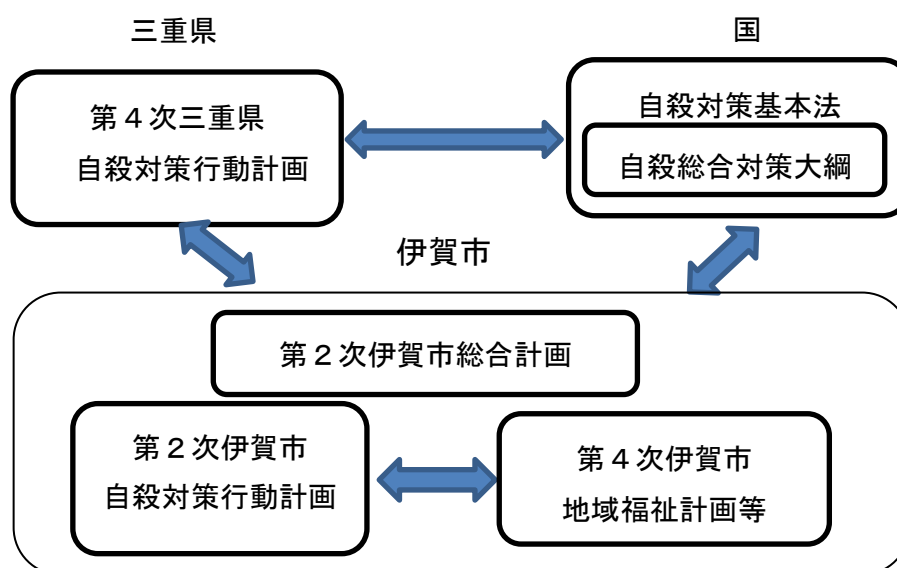 三重県
国
第４次三重県
自殺対策行動計画
自殺対策基本法
自殺総合対策大綱
伊賀市
第２次伊賀市総合計画
第２次伊賀市
自殺対策行動計画
第４次伊賀市
地域福祉計画等